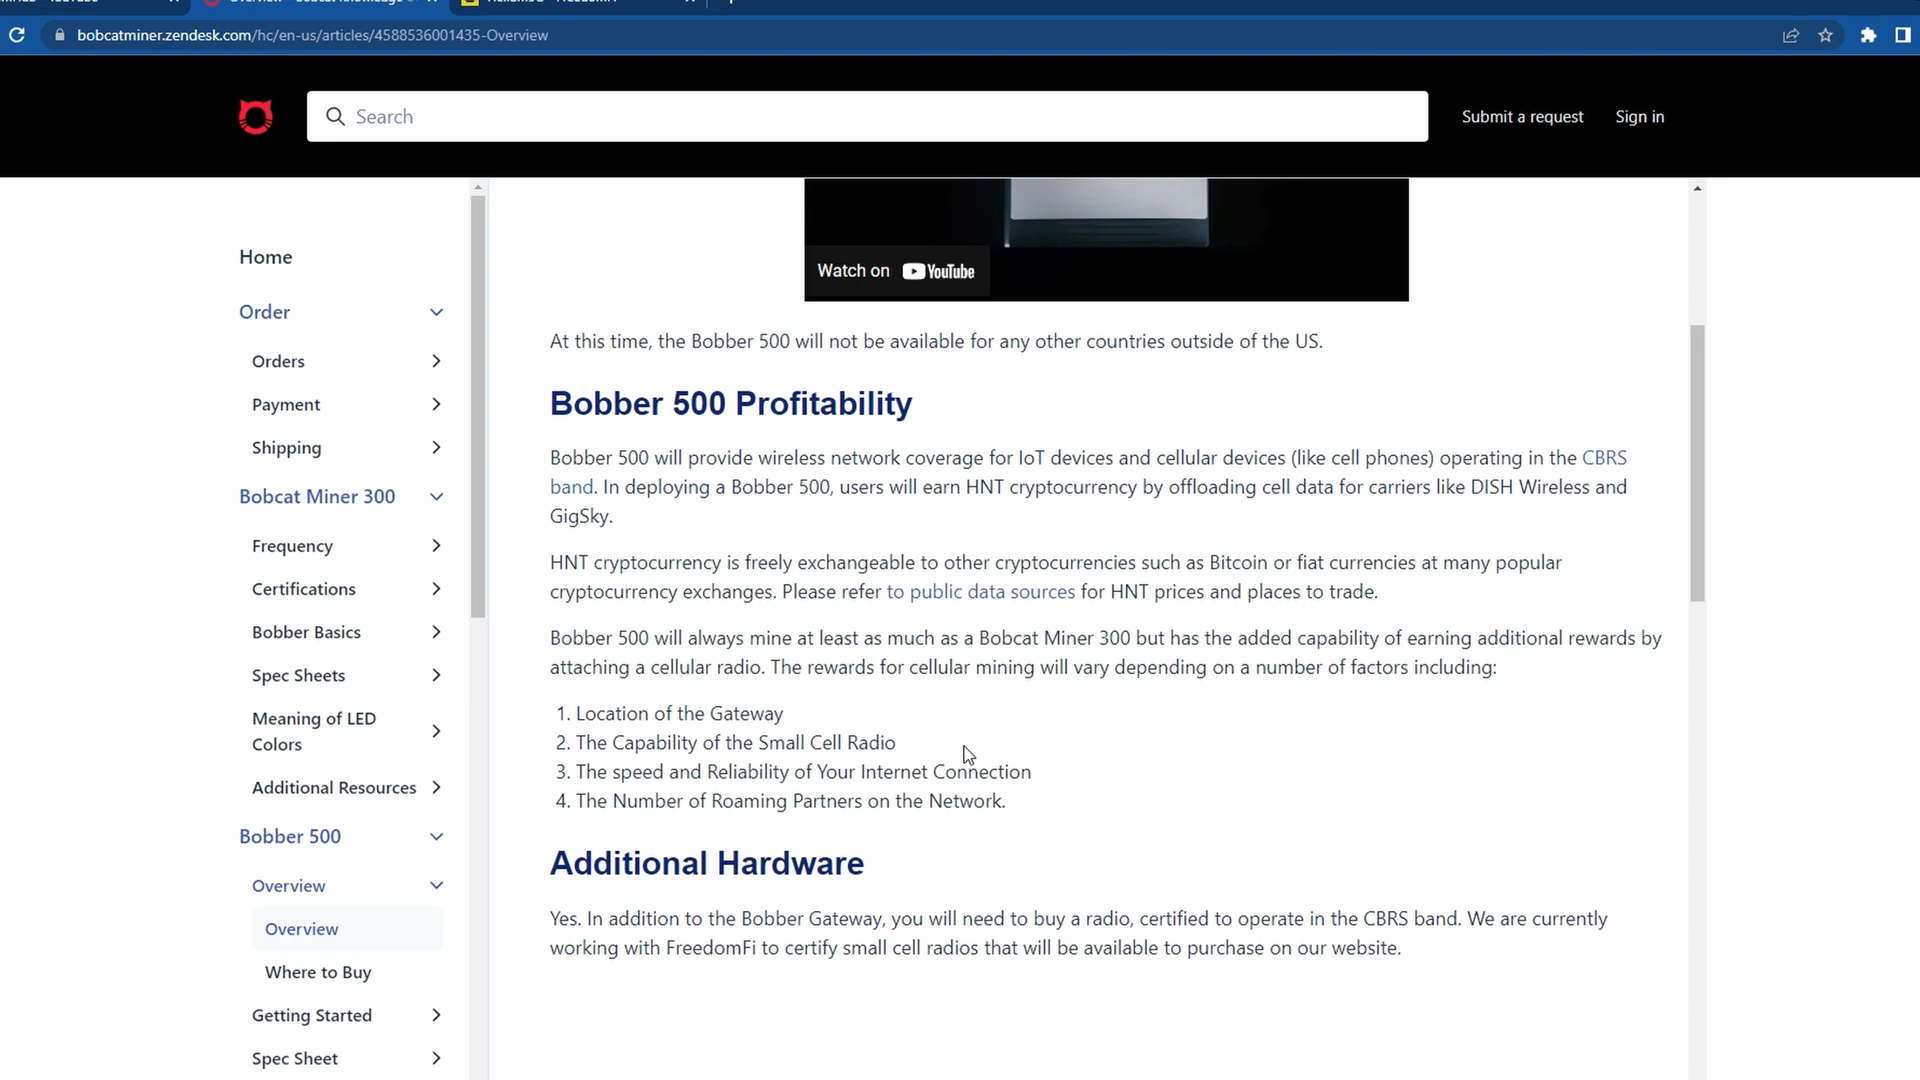 bobcatminer.zendesk.com/hc/en-us/articles/4588536001435-Overview
Search
Submit a request
Sign in
Home
Order
Orders
Payment
Shipping
Bobcat Miner 300
Frequency
Certifications
Bobber Basics
Spec Sheets
Meaning of LED
Colors
Additional Resources
Bobber 500
Overview
Overview
Where to Buy
Getting Started
Spec Sheet
Watch on YouTube
At this time, the Bobber 500 will not be available for any other countries outside of the US.
Bobber 500 Profitability
Bobber 500 will provide wireless network coverage for IoT devices and cellular devices (like cell phones) operating in the CBRS
band. In deploying a Bobber 500, users will earn HNT cryptocurrency by offloading cell data for carriers like DISH Wireless and
GigSky.
HNT cryptocurrency is freely exchangeable to other cryptocurrencies such as Bitcoin or fiat currencies at many popular
cryptocurrency exchanges. Please refer to public data sources for HNT prices and places to trade.
Bobber 500 will always mine at least as much as a Bobcat Miner 300 but has the added capability of earning additional rewards by
attaching a cellular radio. The rewards for cellular mining will vary depending on a number of factors including:
1. Location of the Gateway
2. The Capability of the Small Cell Radio
3. The speed and Reliability of Your Internet Connection
4. The Number of Roaming Partners on the Network.
Additional Hardware
Yes. In addition to the Bobber Gateway, you will need to buy a radio, certified to operate in the CBRS band. We are currently
working with FreedomFi to certify small cell radios that will be available to purchase on our website.